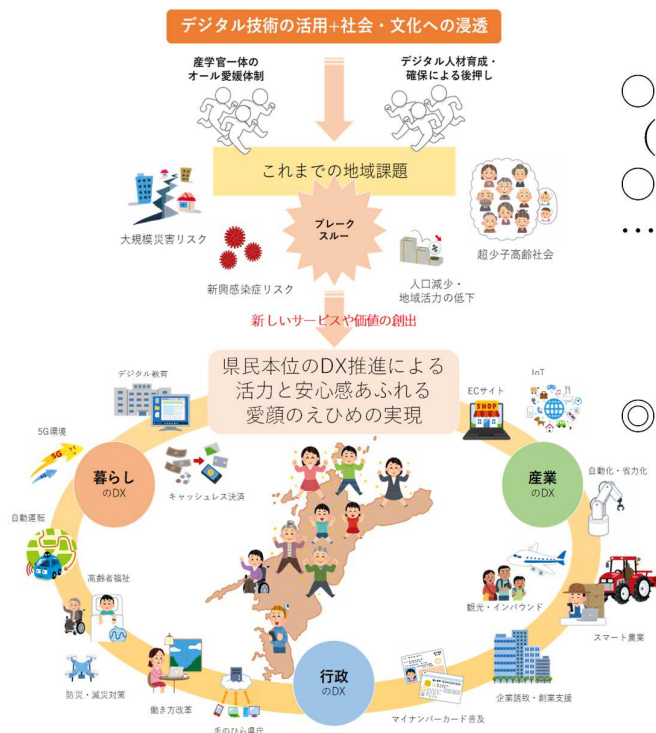 デジタル技術の活用+社会・文化への浸透
産学官一体の
オール愛媛体制
デジタル人材育成・
確保による後押し
これまでの地域課題
ブレーク
スルー
大規模災害リスク
新興感染症リスク
人口減少・
地域活力の低下
超少子高齢社会
新しいサービスや価値の創出
県民本位のDX推進による
活力と安心感あふれる
愛顔のえひめの実現
デジタル教育
5G環境
5G
キャッシュレス決済
暮らし
のDX
自動運転
高齢者福祉
防災・減災対策
働き方改革
手のひら県庁
行政
のDX
マイナンバーカード普及
企業誘致・創業支援
スマート農業
観光・インバウンド
自動化・省力化
産業
のDX
ECサイト
SHOP
IoT